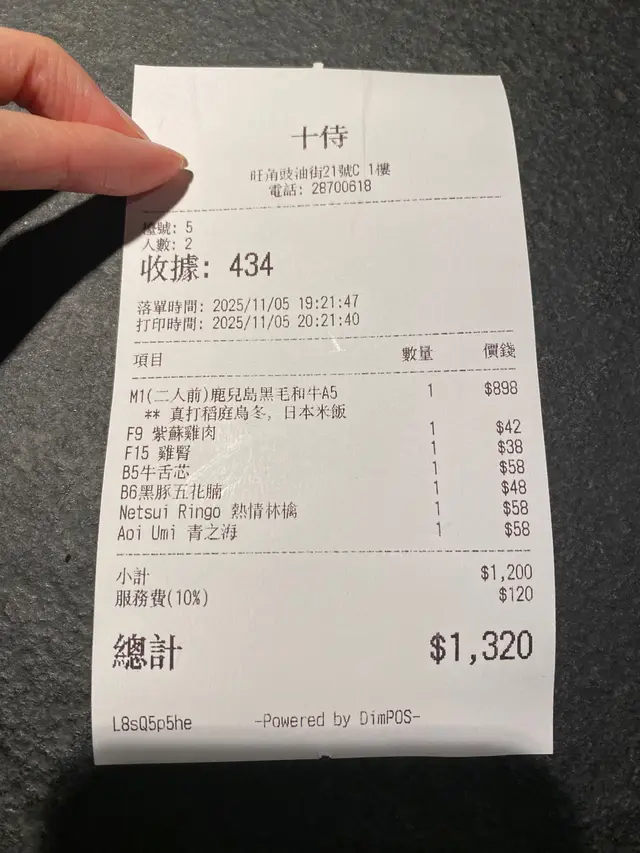 十侍
旺角豉油街21號C 1樓
電話: 28700618
檯號: 5
人數: 2
收據: 434
落單時間: 2025/11/05 19:21:47
打印時間: 2025/11/05 20:21:40
項目 數量 價錢
M1(二人前)鹿兒島黑毛和牛A5 1 $898
** 真打稻庭烏冬, 日本米飯
F9 紫蘇雞肉 1 $42
F15 雞腎 1 $38
B5牛舌芯 1 $58
B6黑豚五花腩 1 $48
Netsui Ringo 熱情林檎 1 $58
Aoi Umi 青之海 1 $58
小計 $1,200
服務費(10%) $120
總計 $1,320
L8sQ5p5he -Powered by DimPOS-